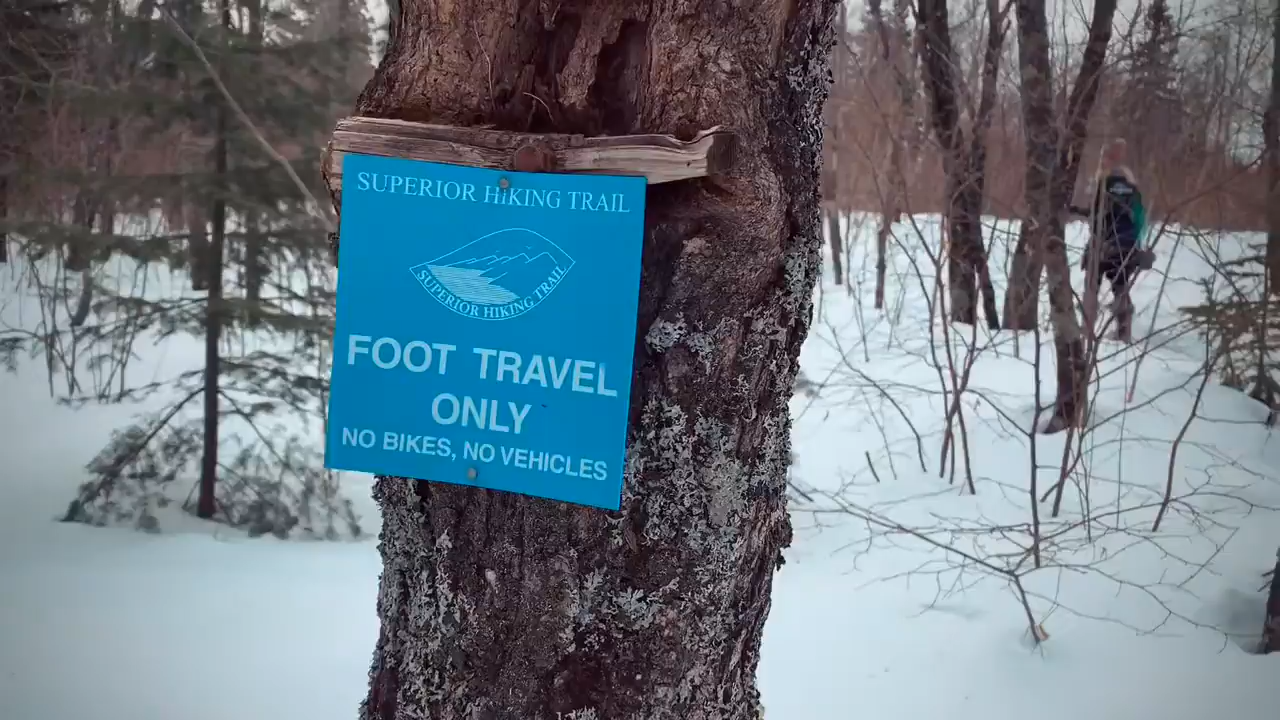 SUPERIOR HIKING TRAIL
SUPERIOR HIKING TRAIL
FOOT TRAVEL
ONLY
NO BIKES, NO VEHICLES